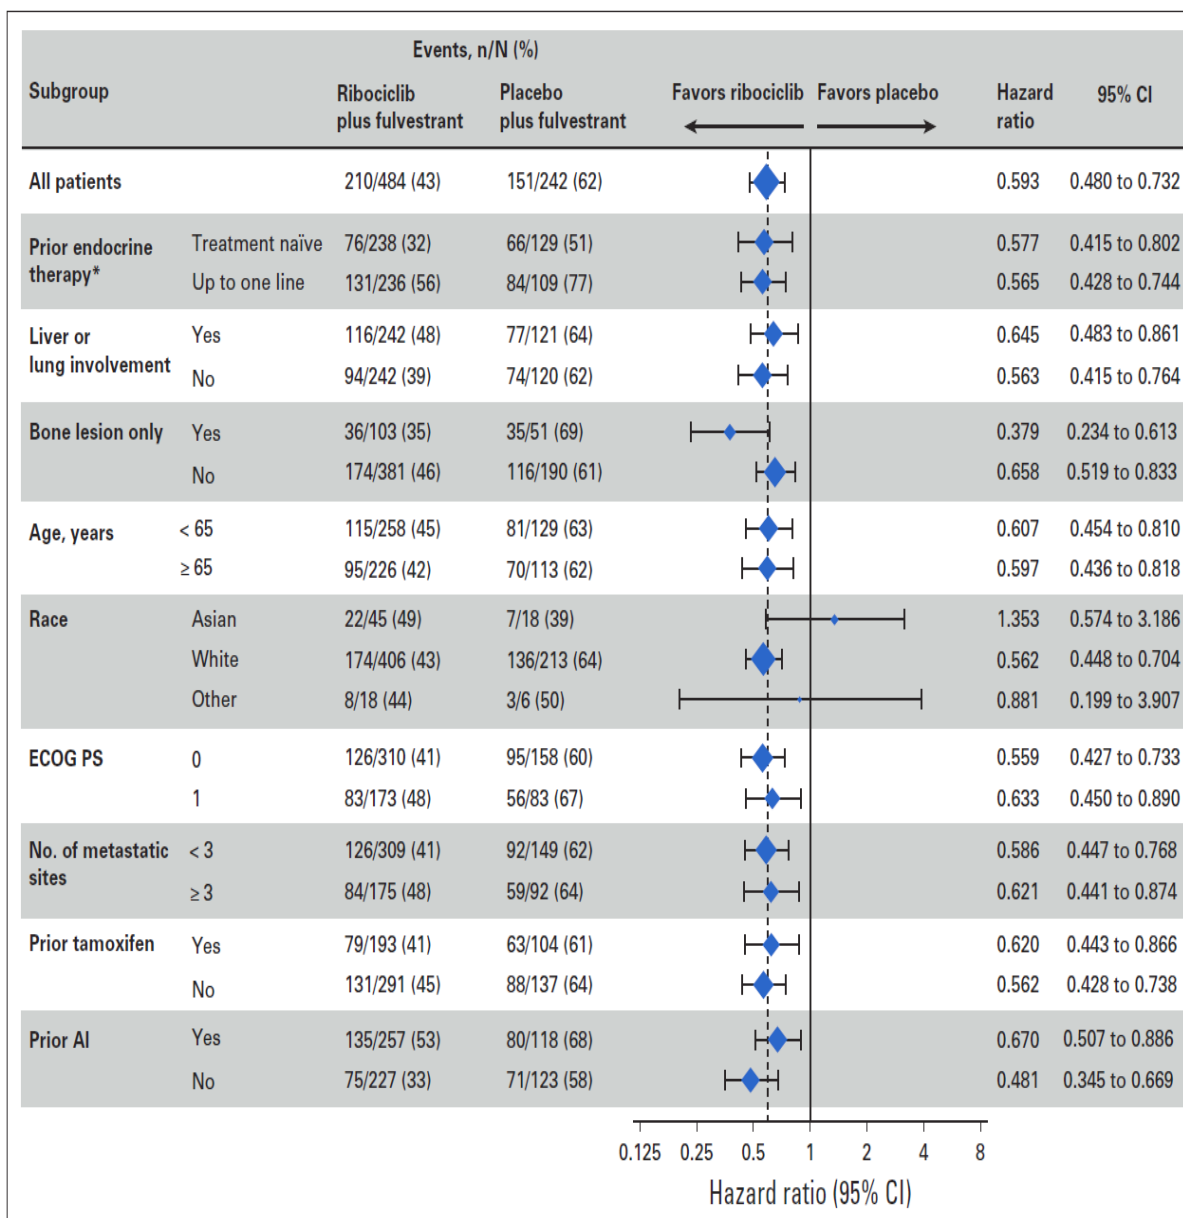 Events, n/N (%)
Subgroup Ribociclib Placebo Favors ribociclib Favors placebo Hazard 95% CI
plus fulvestrant plus fulvestrant ratio
All patients 210/484 (43) 151/242 (62) 0.593 0.480 to 0.732
Prior endocrine Treatment naïve 76/238 (32) 66/129 (51) 0.577 0.415 to 0.802
therapy* Up to one line 131/236 (56) 84/109 (77) 0.565 0.428 to 0.744
Liver or Yes 116/242 (48) 77/121 (64) 0.645 0.483 to 0.861
lung involvement No 94/242 (39) 74/120 (62) 0.563 0.415 to 0.764
Bone lesion only Yes 36/103 (35) 35/51 (69) 0.379 0.234 to 0.613
No 174/381 (46) 116/190 (61) 0.658 0.519 to 0.833
Age, years < 65 115/258 (45) 81/129 (63) 0.607 0.454 to 0.810
≥ 65 95/226 (42) 70/113 (62) 0.597 0.436 to 0.818
Race Asian 22/45 (49) 7/18 (39) 1.353 0.574 to 3.186
White 174/406 (43) 136/213 (64) 0.562 0.448 to 0.704
Other 8/18 (44) 3/6 (50) 0.881 0.199 to 3.907
ECOG PS 0 126/310 (41) 95/158 (60) 0.559 0.427 to 0.733
1 83/173 (48) 56/83 (67) 0.633 0.450 to 0.890
No. of metastatic < 3 126/309 (41) 92/149 (62) 0.586 0.447 to 0.768
sites ≥ 3 84/175 (48) 59/92 (64) 0.621 0.441 to 0.874
Prior tamoxifen Yes 79/193 (41) 63/104 (61) 0.620 0.443 to 0.866
No 131/291 (45) 88/137 (64) 0.562 0.428 to 0.738
Prior AI Yes 135/257 (53) 80/118 (68) 0.670 0.507 to 0.886
No 75/227 (33) 71/123 (58) 0.481 0.345 to 0.669
0.125 0.25 0.5 1 2 4 8
Hazard ratio (95% CI)